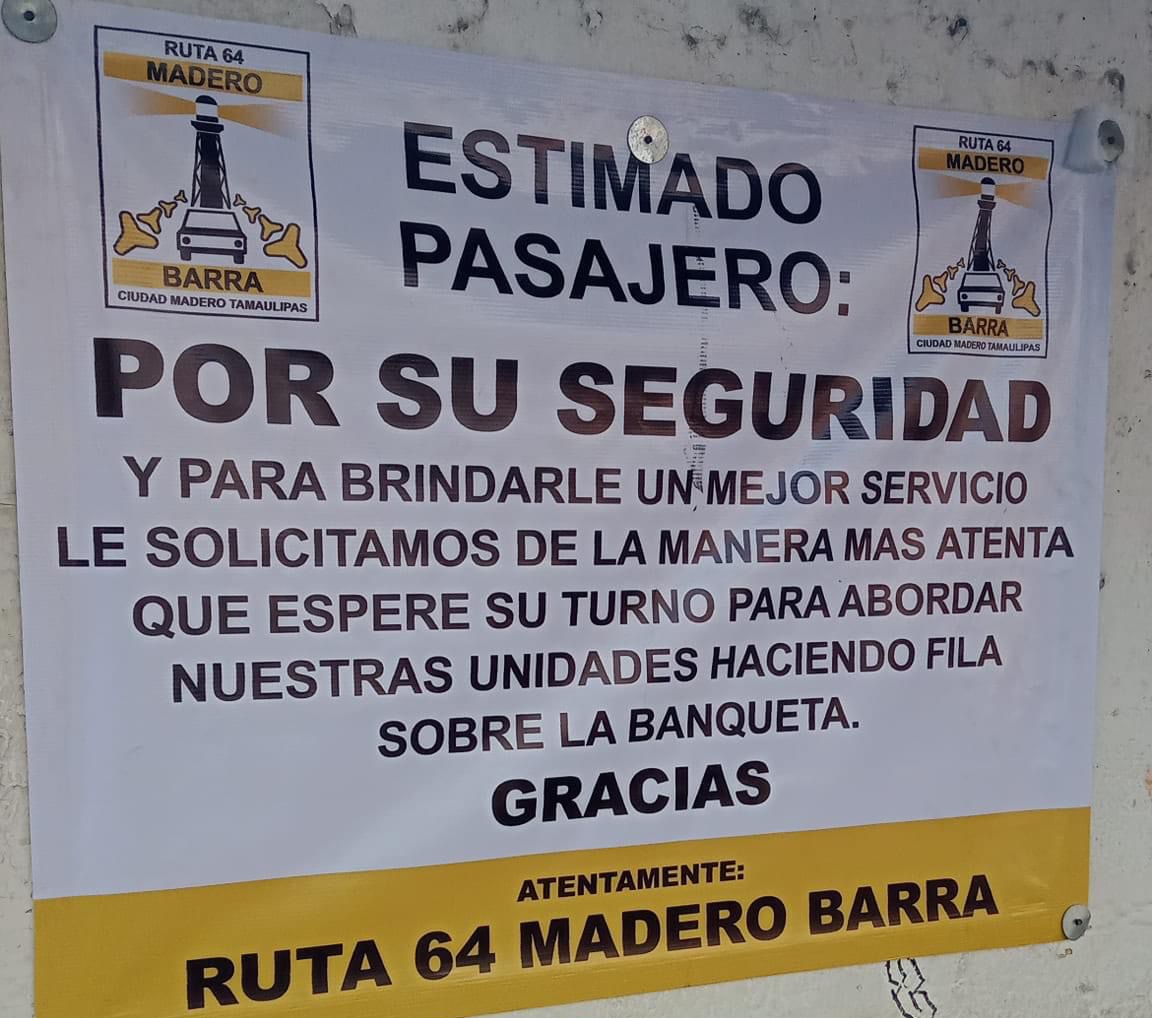 RUTA 64
MADERO
BARRA
CIUDAD MADERO TAMAULIPAS
RUTA 64
MADERO
BARRA
CIUDAD MADERO TAMAULIPAS
ESTIMADO
PASAJERO:
POR SU SEGURIDAD
Y PARA BRINDARLE UN MEJOR SERVICIO
LE SOLICITAMOS DE LA MANERA MAS ATENTA
QUE ESPERE SU TURNO PARA ABORDAR
NUESTRAS UNIDADES HACIENDO FILA
SOBRE LA BANQUETA.
GRACIAS
ATENTAMENTE:
RUTA 64 MADERO BARRA